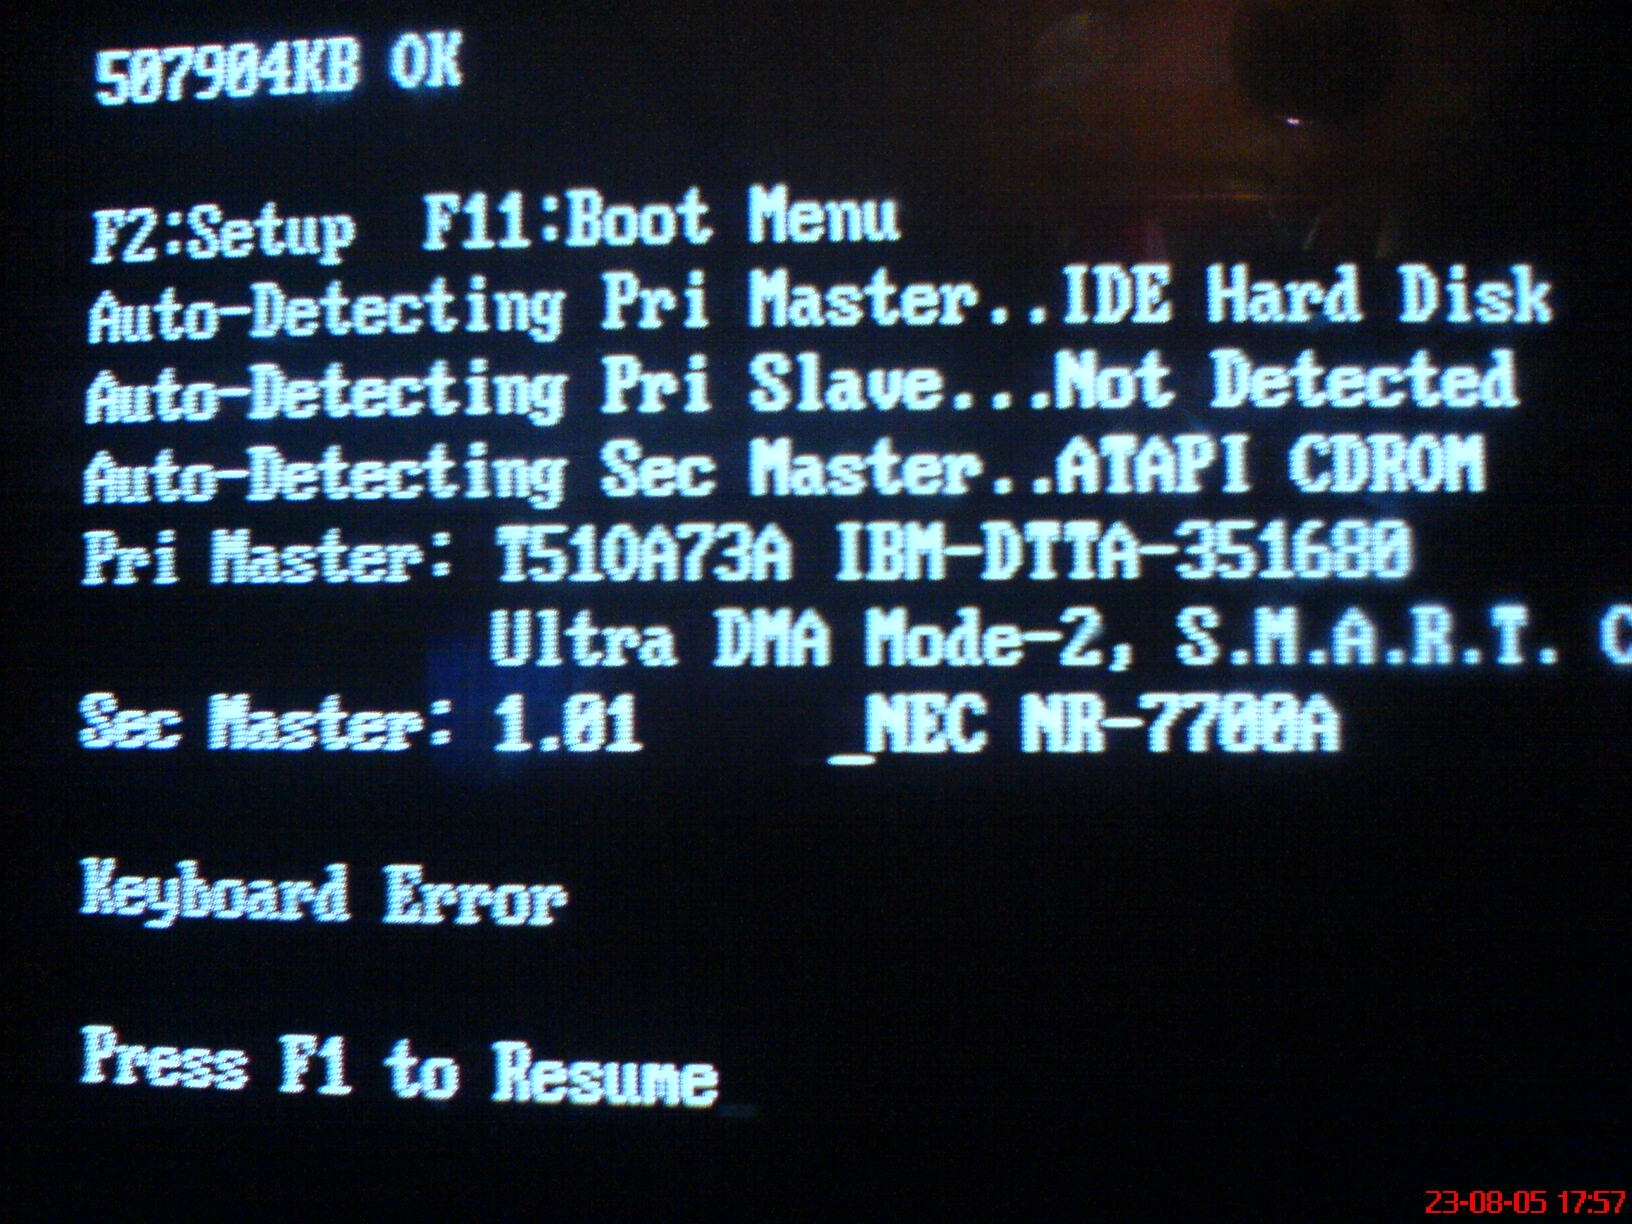 507904KB OK
F2:Setup F11:Boot Menu
Auto-Detecting Pri Master..IDE Hard Disk
Auto-Detecting Pri Slave...Not Detected
Auto-Detecting Sec Master..ATAPI CDROM
Pri Master: T51OA73A IBM-DTTA-351680
Ultra DMA Mode-2, S.M.A.R.T. C
Sec Master: 1.01 _NEC NR-7700A
Keyboard Error
Press F1 to Resume_
23-08-05 17:57